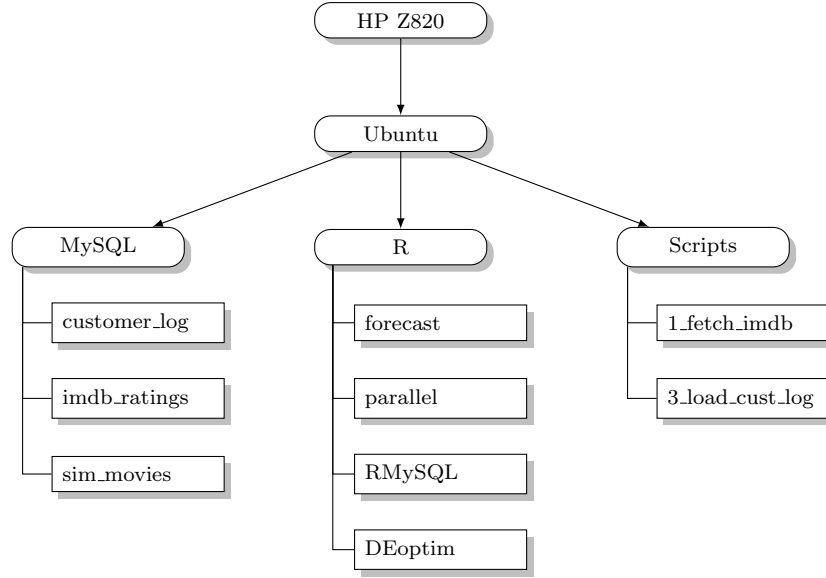 HP Z820
Ubuntu
MySQL
R
Scripts
customer_log
forecast
1_fetch_imdb
imdb_ratings
parallel
3_load_cust_log
sim_movies
RMySQL
DEoptim